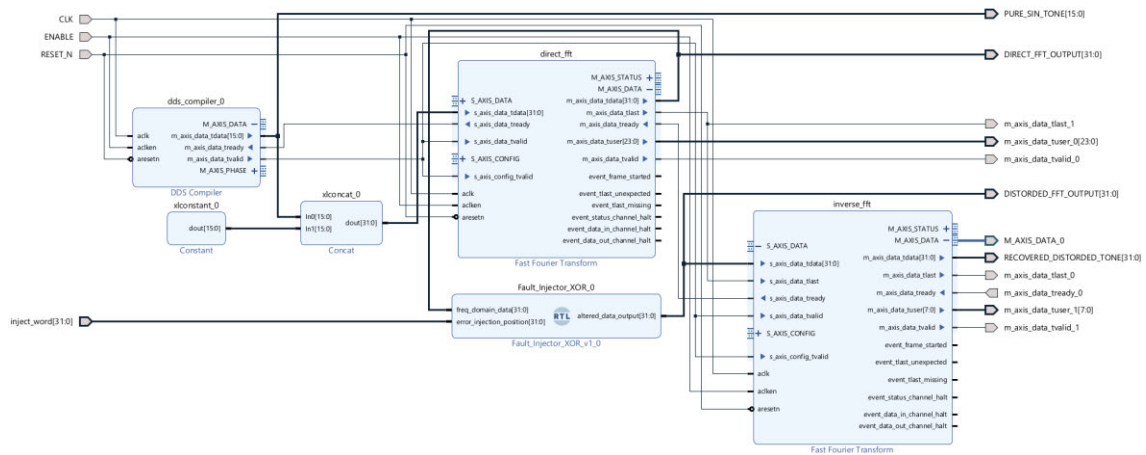 CLK
ENABLE
RESET_N
PURE_SIN_TONE[15:0]
DIRECT_FFT_OUTPUT[31:0]
m_axis_data_tlast_1
m_axis_data_tuser_0[23:0]
m_axis_data_tvalid_0
DISTORDED_FFT_OUTPUT[31:0]
M_AXIS_DATA_0
RECOVERED_DISTORDED_TONE[31:0]
m_axis_data_tlast_0
m_axis_data_tready_0
m_axis_data_tuser_1[7:0]
m_axis_data_tvalid_1
inject_word[31:0]
dds_compiler_0
M_AXIS_DATA
aclk
m_axis_data_tdata[15:0]
aclken
m_axis_data_tready
aresetn
m_axis_data_tvalid
M_AXIS_PHASE
DDS Compiler
xlconstant_0
dout[15:0]
Constant
xlconcat_0
In0[15:0]
In1[15:0]
dout[31:0]
Concat
direct_fft
M_AXIS_STATUS
M_AXIS_DATA
S_AXIS_DATA
m_axis_data_tdata[31:0]
s_axis_data_tdata[31:0]
m_axis_data_tlast
s_axis_data_tready
m_axis_data_tready
s_axis_data_tvalid
m_axis_data_tuser[23:0]
S_AXIS_CONFIG
m_axis_data_tvalid
s_axis_config_tvalid
event_frame_started
aclk
event_tlast_unexpected
aclken
event_tlast_missing
aresetn
event_status_channel_halt
event_data_in_channel_halt
event_data_out_channel_halt
Fast Fourier Transform
Fault_Injector_XOR_0
freq_domain_data[31:0]
error_injection_position[31:0]
RTL
altered_data_output[31:0]
Fault_Injector_XOR_v1_0
inverse_fft
M_AXIS_STATUS
M_AXIS_DATA
S_AXIS_DATA
m_axis_data_tdata[31:0]
s_axis_data_tdata[31:0]
m_axis_data_tlast
s_axis_data_tlast
m_axis_data_tready
s_axis_data_tready
m_axis_data_tuser[7:0]
s_axis_data_tvalid
m_axis_data_tvalid
S_AXIS_CONFIG
event_frame_started
s_axis_config_tvalid
event_tlast_unexpected
aclk
event_tlast_missing
aclken
event_status_channel_halt
aresetn
event_data_in_channel_halt
event_data_out_channel_halt
Fast Fourier Transform